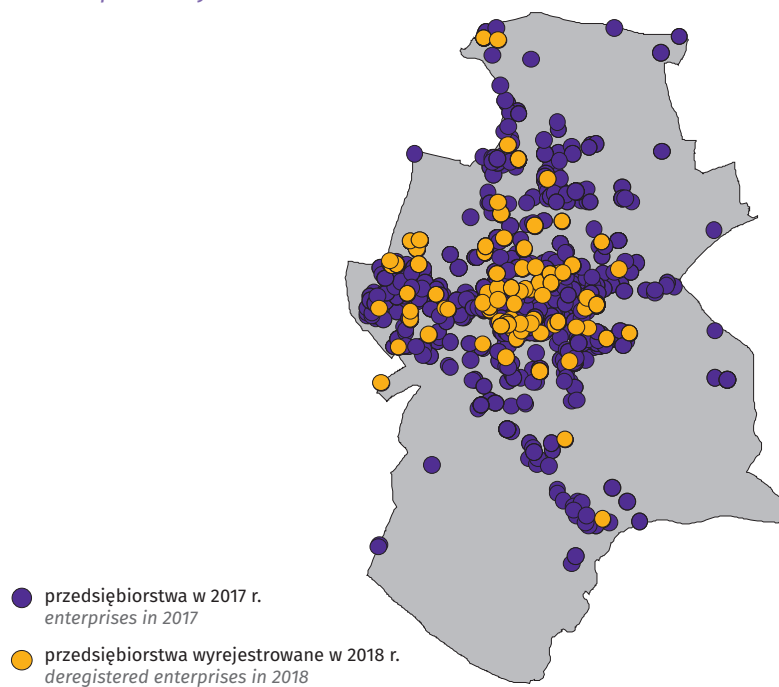 przedsiębiorstwa w 2017 r.
enterprises in 2017
przedsiębiorstwa wyrejestrowane w 2018 r.
deregistered enterprises in 2018